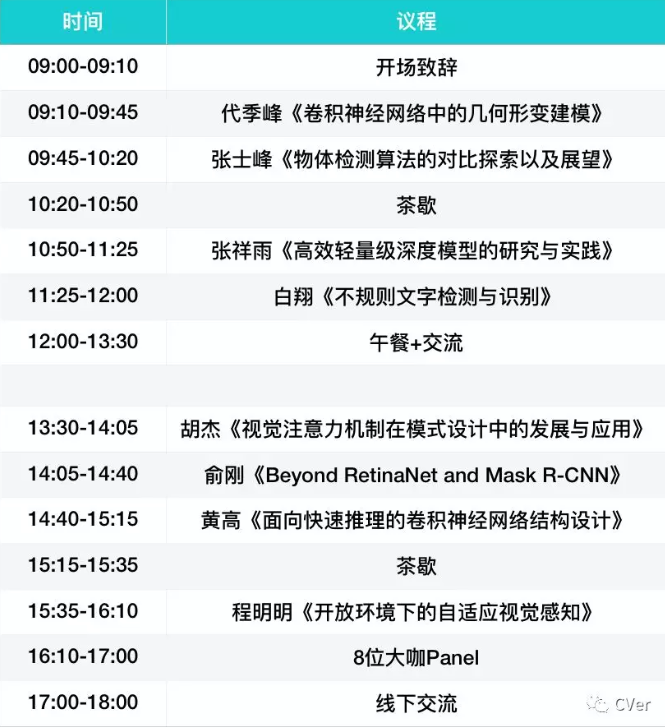 时间 议程
09:00-09:10 开场致辞
09:10-09:45 代季峰《卷积神经网络中的几何形变建模》
09:45-10:20 张士峰《物体检测算法的对比探索以及展望》
10:20-10:50 茶歇
10:50-11:25 张祥雨《高效轻量级深度模型的研究与实践》
11:25-12:00 白翔《不规则文字检测与识别》
12:00-13:30 午餐+交流
13:30-14:05 胡杰《视觉注意力机制在模式设计中的发展与应用》
14:05-14:40 俞刚《Beyond RetinaNet and Mask R-CNN》
14:40-15:15 黄高《面向快速推理的卷积神经网络结构设计》
15:15-15:35 茶歇
15:35-16:10 程明明《开放环境下的自适应视觉感知》
16:10-17:00 8位大咖Panel
17:00-18:00 线下交流
CVer